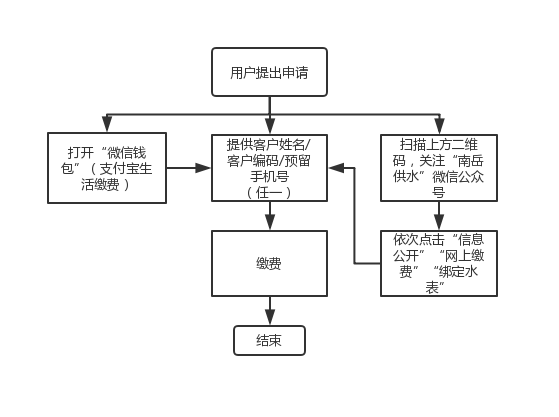 用户提出申请
打开“微信钱
包”（支付宝生
活缴费）
提供客户姓名/
客户编码/预留
手机号
（任一）
扫描上方二维
码，关注“南岳
供水”微信公众
号
依次点击“信息
公开”“网上缴
费”“绑定水
表”
缴费
结束